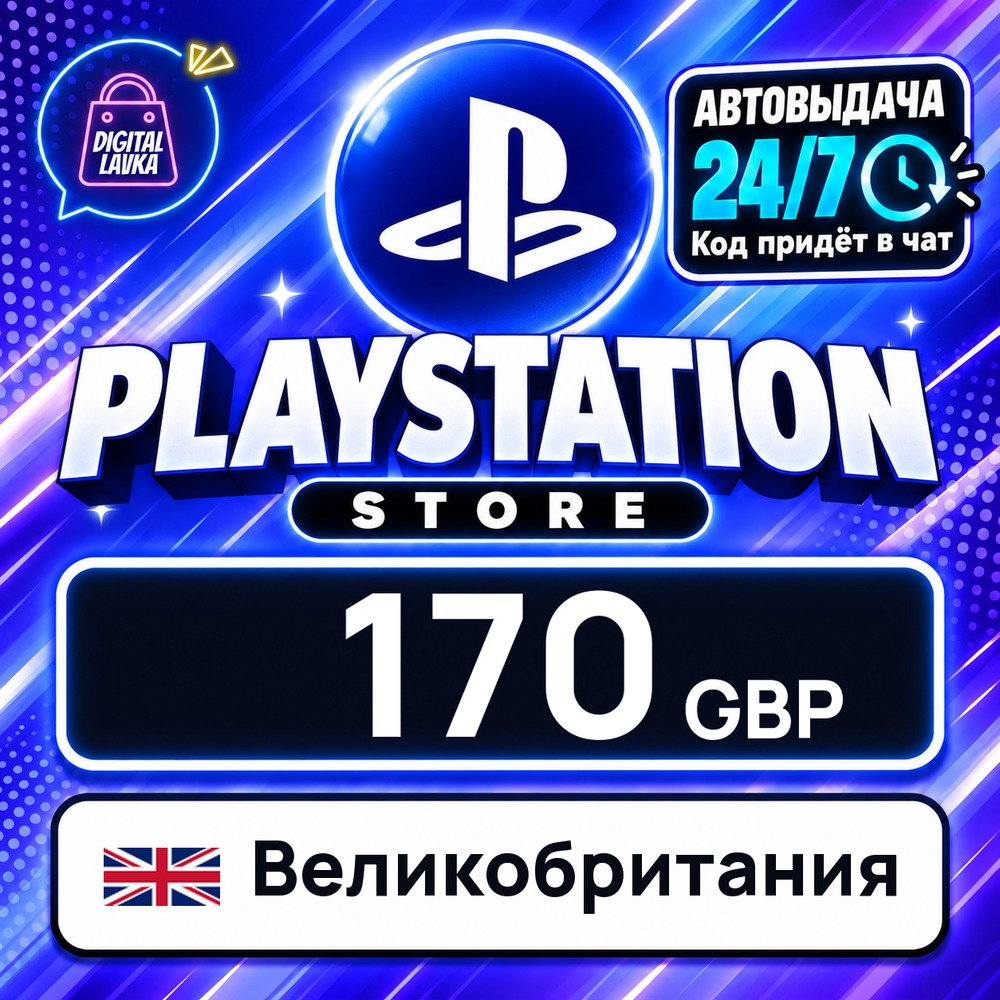 DIGITAL
LAVKA
АВТОВЫДАЧА
24/7
Код придёт в чат
PLAYSTATION
STORE
170 GBP
Великобритания